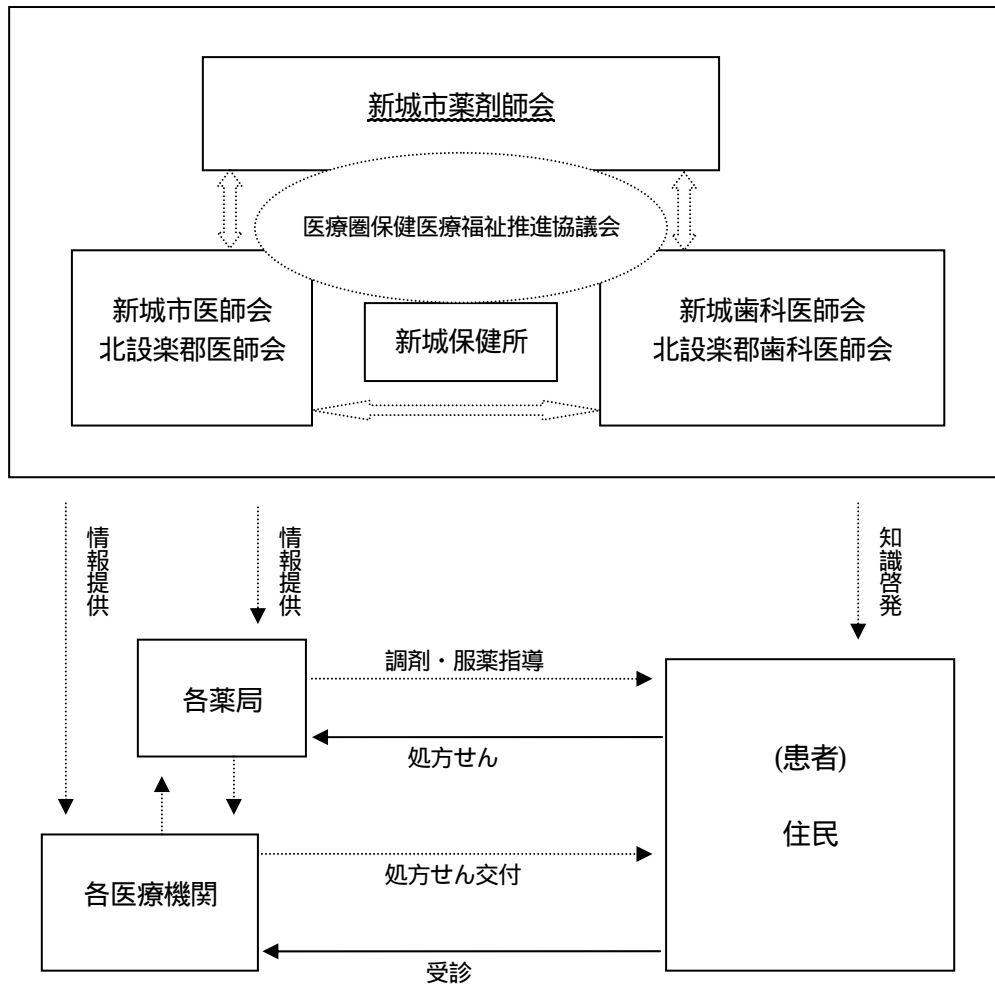 新城市薬剤師会
医療圏保健医療福祉推進協議会
新城市医師会
北設楽郡医師会
新城保健所
新城歯科医師会
北設楽郡歯科医師会
情報提供
情報提供
知識啓発
各薬局
調剤・服薬指導
処方せん
(患者)
住民
各医療機関
処方せん交付
受診